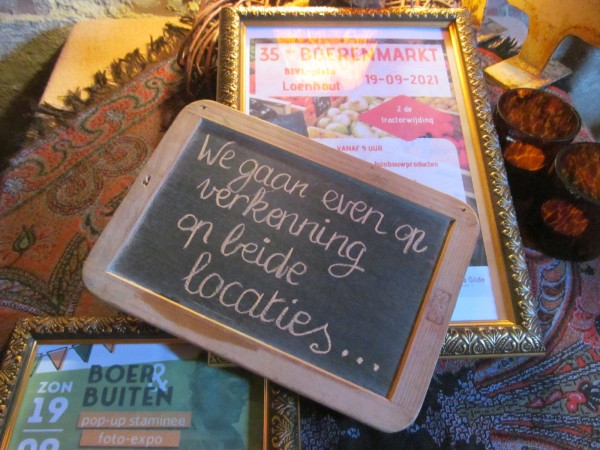 35 BOERENMARKT
Loenhout
19-09-2021
2 de
tractorwijding
VANAF 9 UUR
We gaan even op
verkenning
op beide
locaties...
ZON
19
BOER
& BUITEN
pop-up staminee
foto-expo